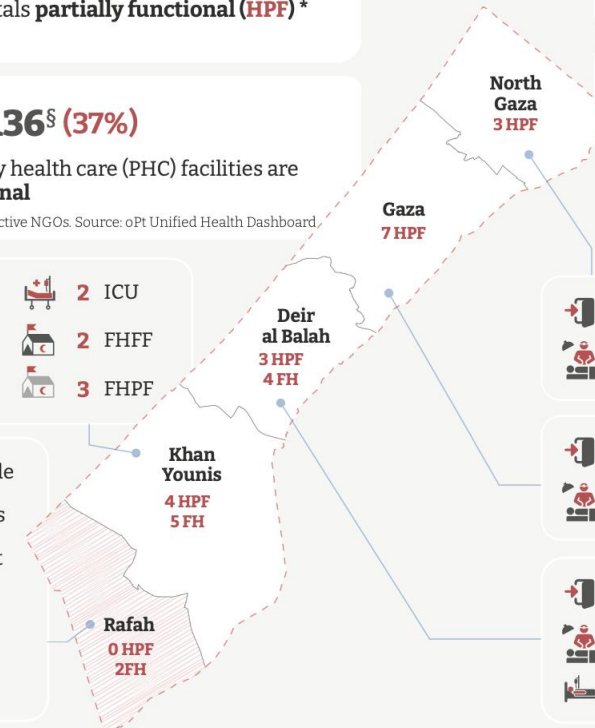 tals partially functional (HPF) *
136§ (37%)
y health care (PHC) facilities are
nal
ctive NGOs. Source: oPt Unified Health Dashboard
2 ICU
2 FHFF
3 FHPF
North
Gaza
3 HPF
Gaza
7 HPF
Deir
al Balah
3 HPF
4 FH
Khan
Younis
4 HPF
5 FH
Rafah
0 HPF
2FH